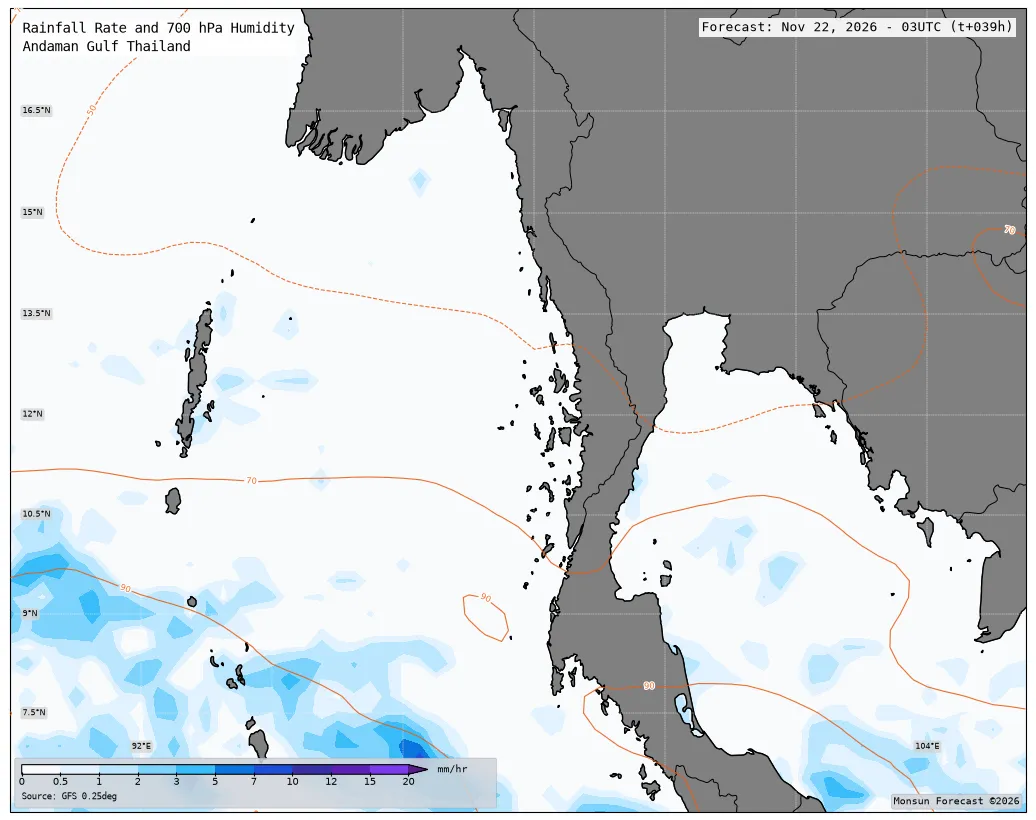 Rainfall Rate and 700 hPa Humidity
Andaman Gulf Thailand
Forecast: Nov 22, 2026 - 03UTC (t+039h)
50
16.5°N
15°N
70
13.5°N
12°N
70
10.5°N
90
90
9°N
90
7.5°N
92°E
104°E
0 0.5 1 2 3 5 7 10 12 15 20 mm/hr
Source: GFS 0.25deg
Monsun Forecast ©2026